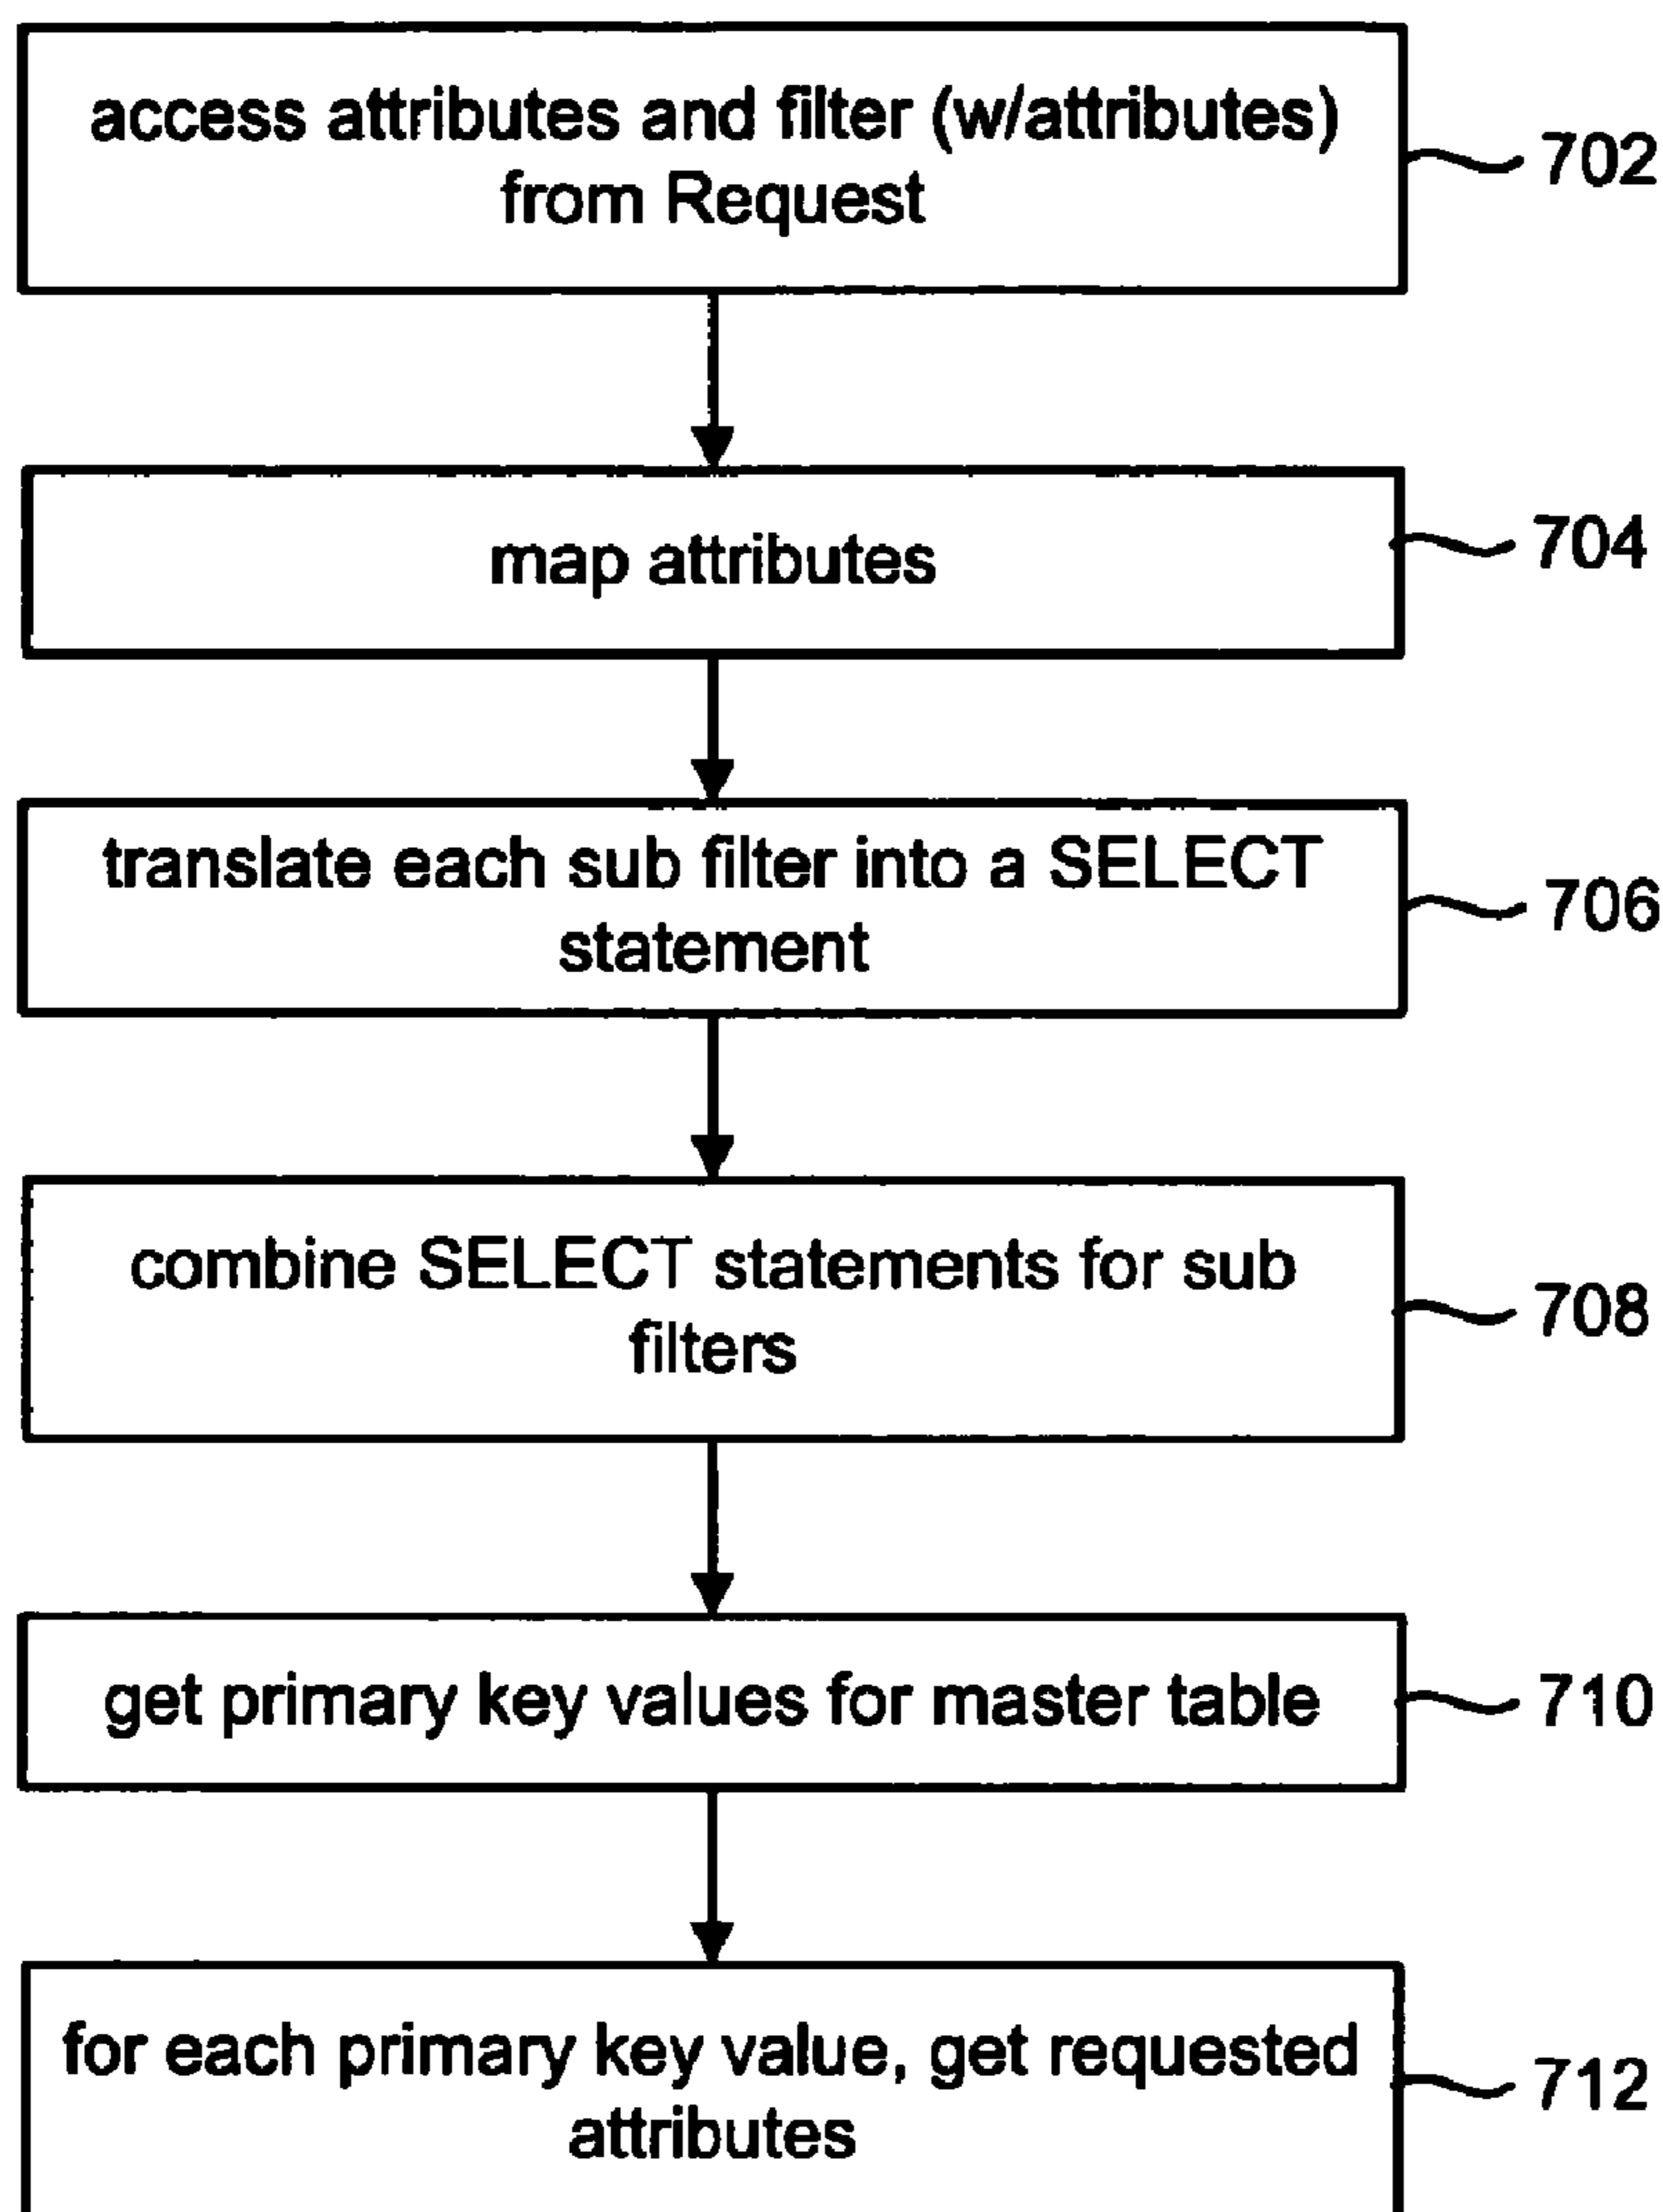 access attributes and filter (w/attributes)
from Request
702
map attributes
704
translate each sub filter into a SELECT
statement
706
combine SELECT statements for sub
filters
708
get primary key values for master table
710
for each primary key value, get requested
attributes
712